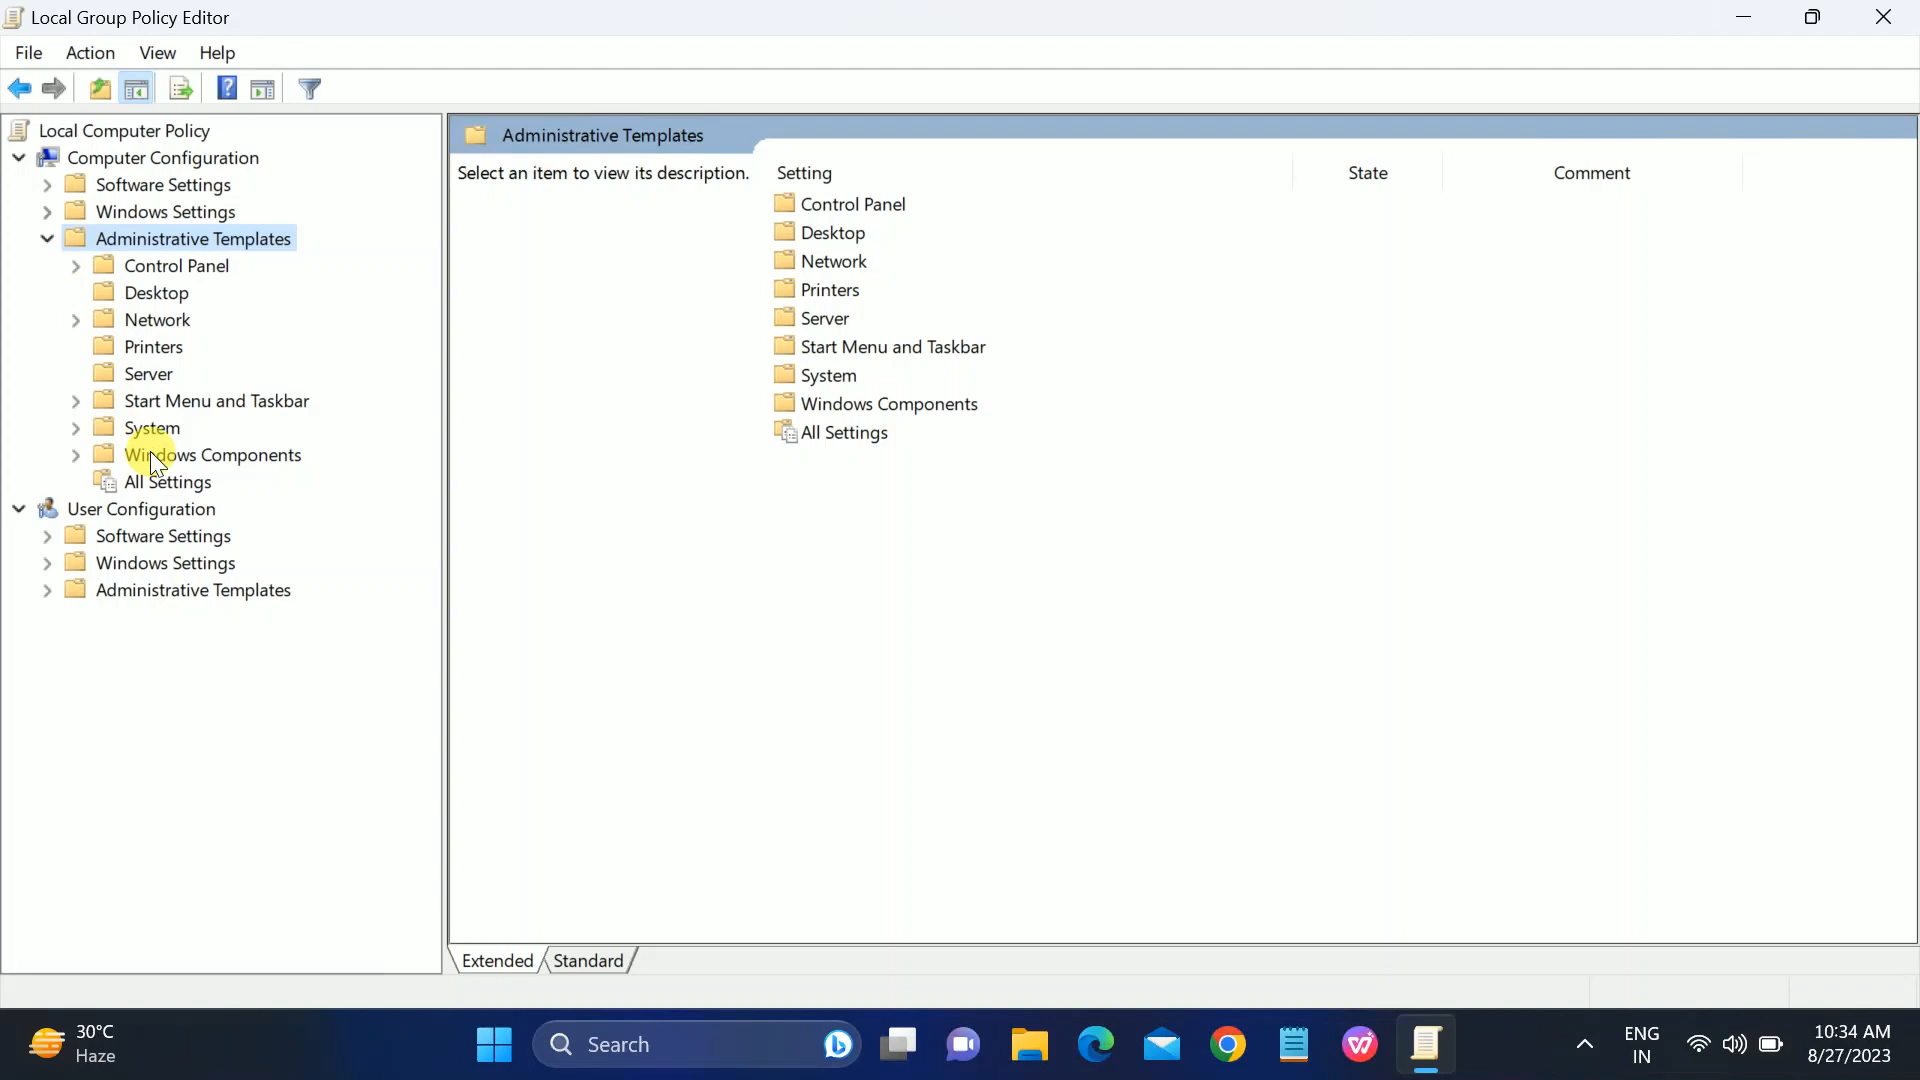 Local Group Policy Editor
File Action View Help
Local Computer Policy
Computer Configuration
Software Settings
Windows Settings
Administrative Templates
Control Panel
Desktop
Network
Printers
Server
Start Menu and Taskbar
System
Windows Components
All Settings
User Configuration
Software Settings
Windows Settings
Administrative Templates
Administrative Templates
Select an item to view its description.
Setting State Comment
Control Panel
Desktop
Network
Printers
Server
Start Menu and Taskbar
System
Windows Components
All Settings
Extended Standard
30°C
Haze
Search
ENG
IN
10:34 AM
8/27/2023